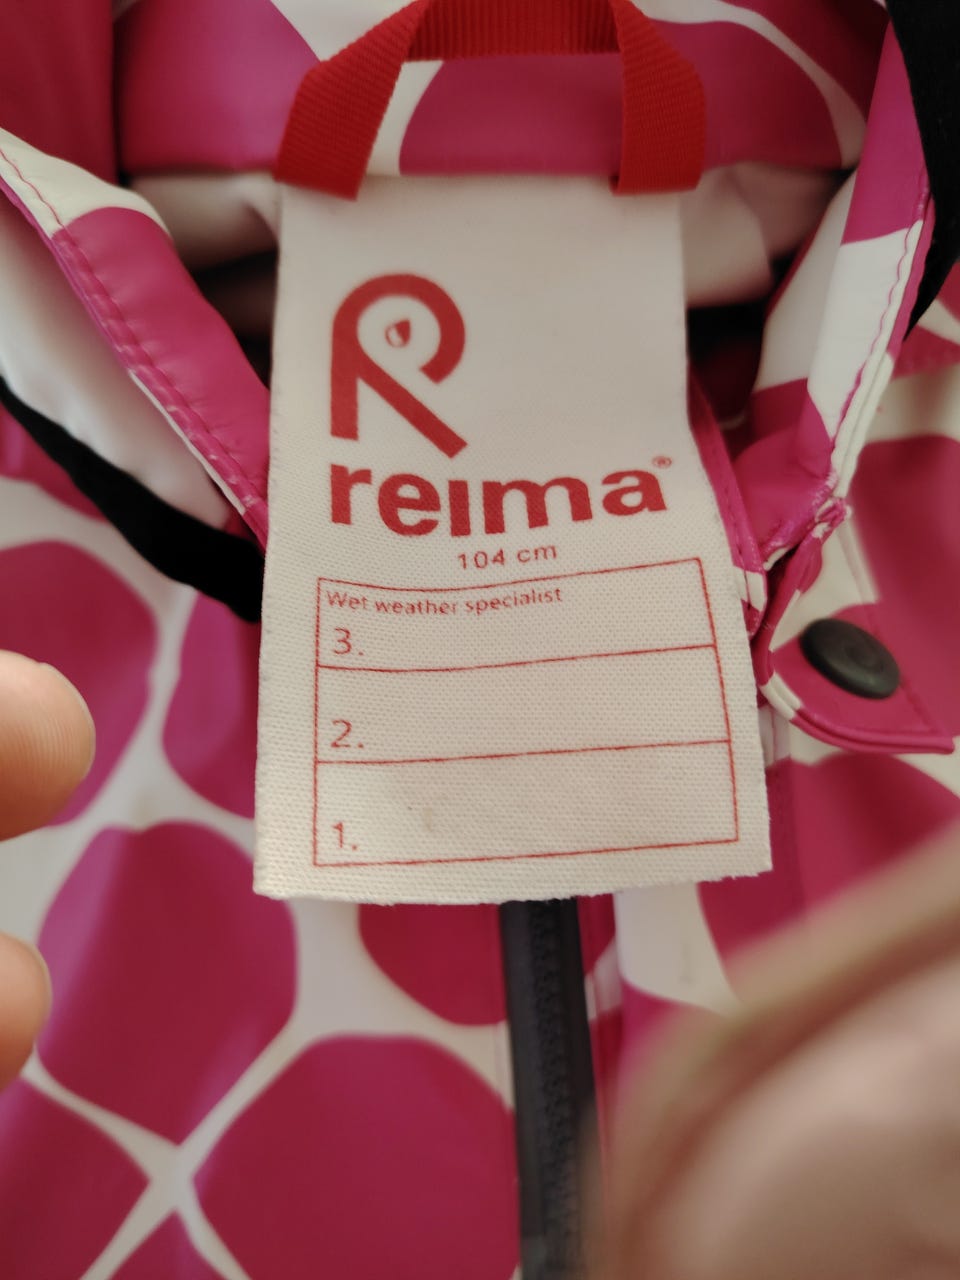 reima®
104 cm
Wet weather specialist
3.
2.
1.